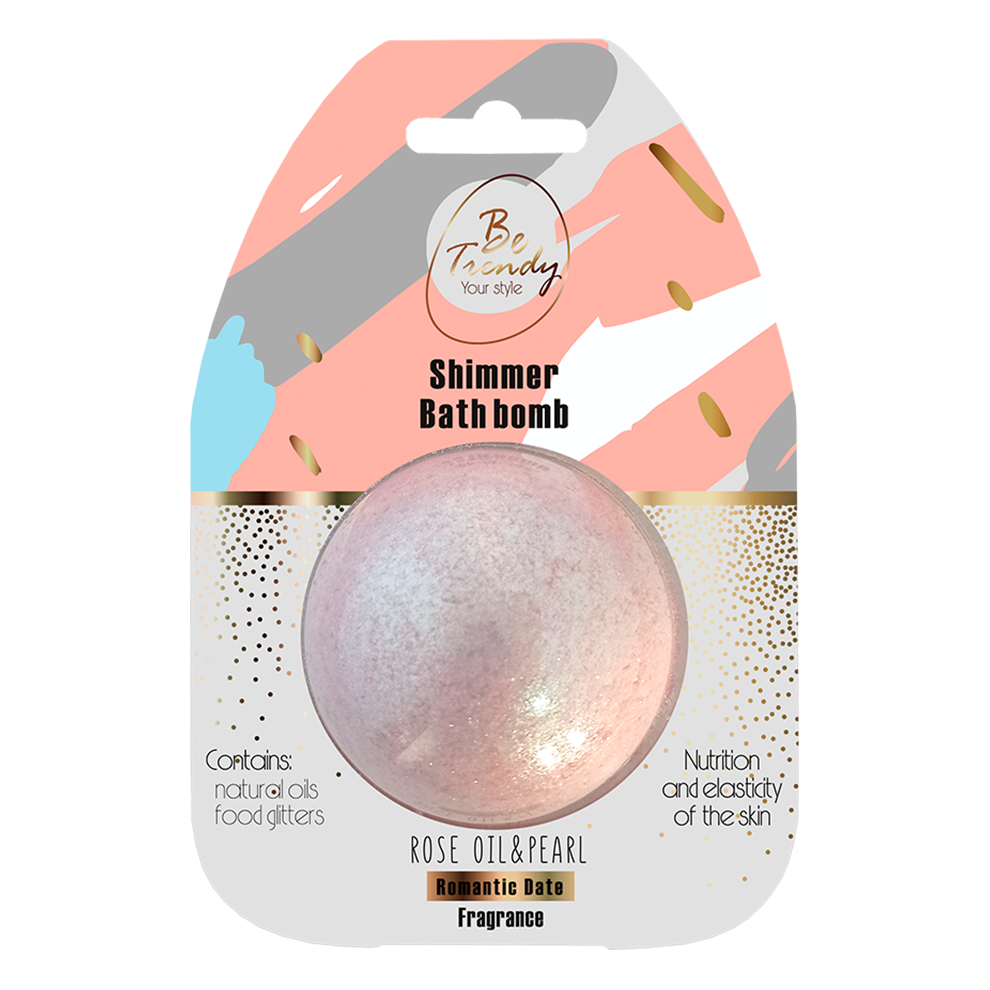 Be
Trendy
Your style
Shimmer
Bath bomb
Contains:
natural oils
food glitters
Nutrition
and elasticity
of the skin
ROSE OIL&PEARL
Romantic Date
Fragrance